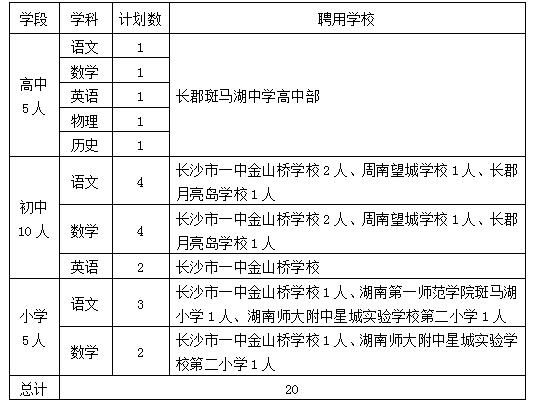 学段 学科 计划数 聘用学校
高中
5人
语文 1
数学 1
英语 1
物理 1
历史 1
长郡斑马湖中学高中部
初中
10人
语文 4
长沙市一中金山桥学校2人、周南望城学校1人、长郡
月亮岛学校1人
数学 4
长沙市一中金山桥学校2人、周南望城学校1人、长郡
月亮岛学校1人
英语 2 长沙市一中金山桥学校
小学
5人
语文 3
长沙市一中金山桥学校1人、湖南第一师范学院斑马湖
小学1人、湖南师大附中星城实验学校第二小学1人
数学 2
长沙市一中金山桥学校1人、湖南师大附中星城实验学
校第二小学1人
总计 20